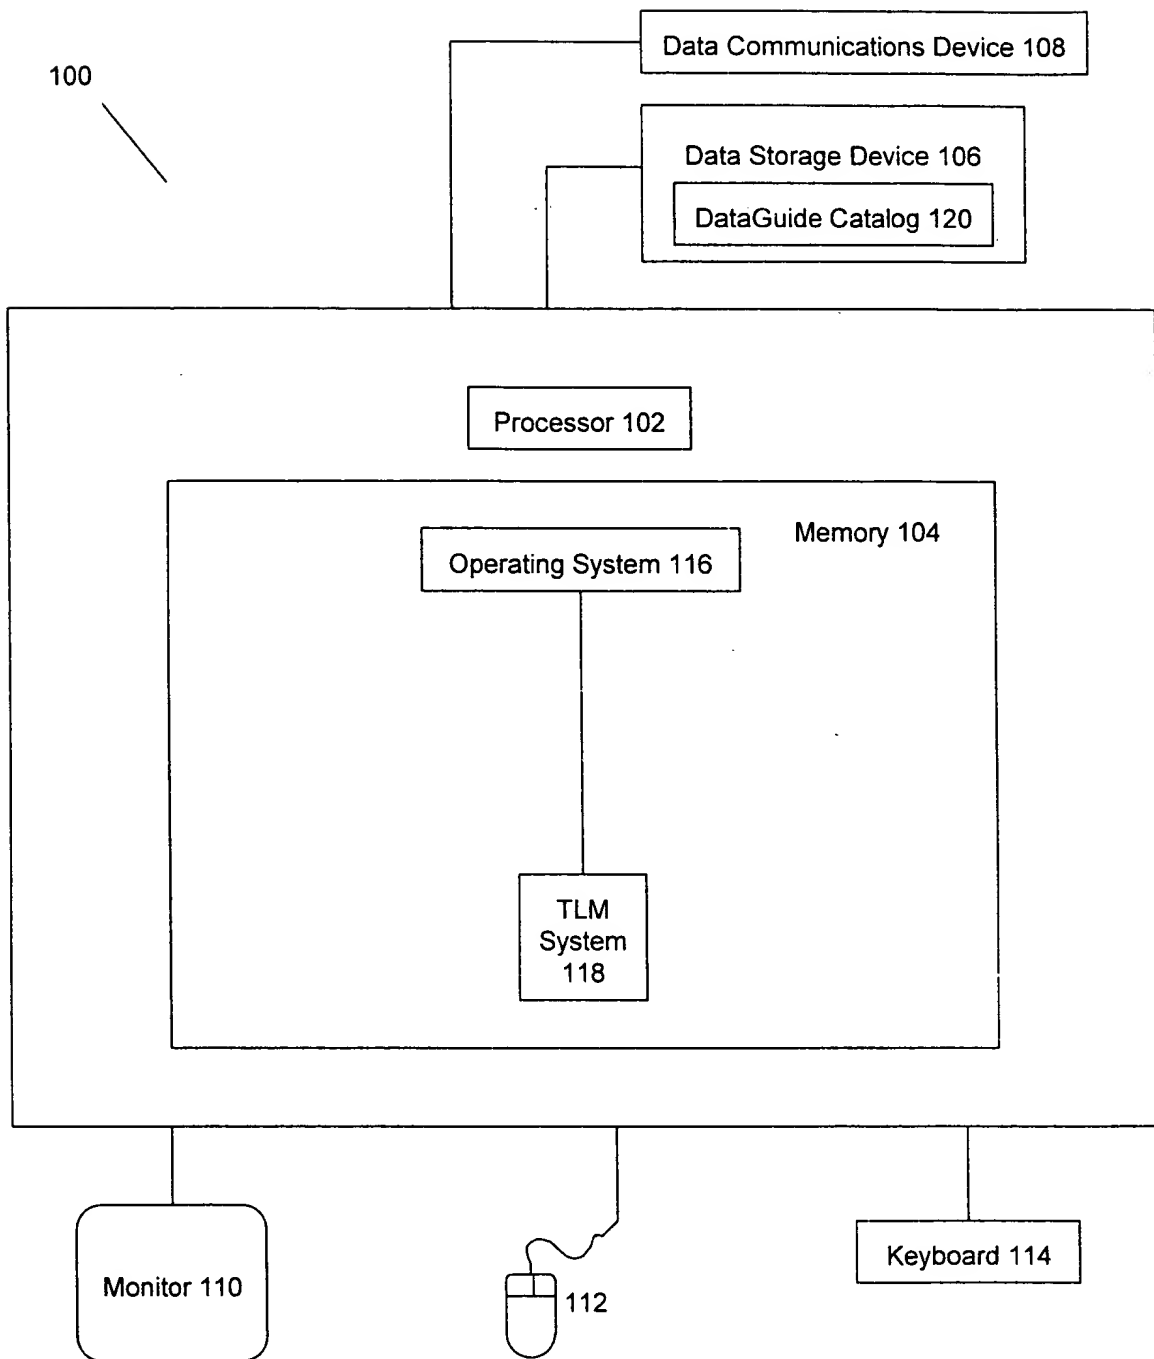 Data Communications Device 108
100
Data Storage Device 106
DataGuide Catalog 120
Processor 102
Memory 104
Operating System 116
TLM
System
118
Monitor 110
112
Keyboard 114